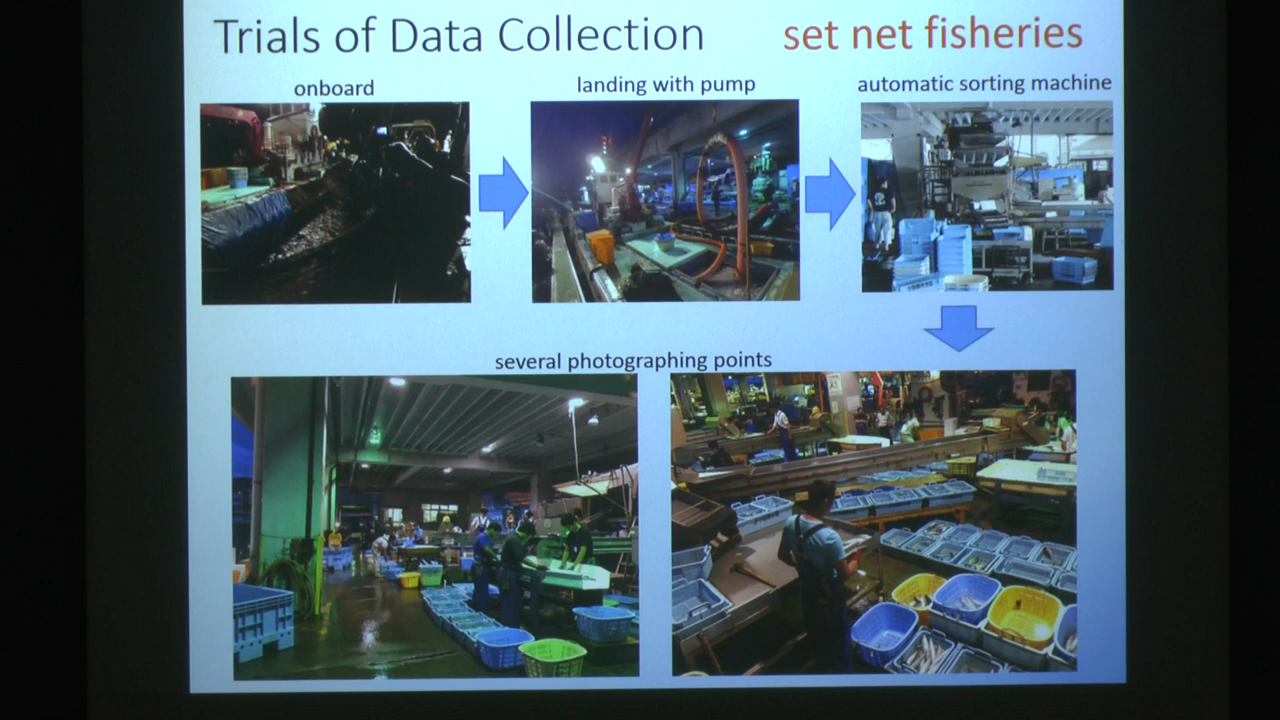 Trials of Data Collection
set net fisheries
onboard
landing with pump
automatic sorting machine
several photographing points